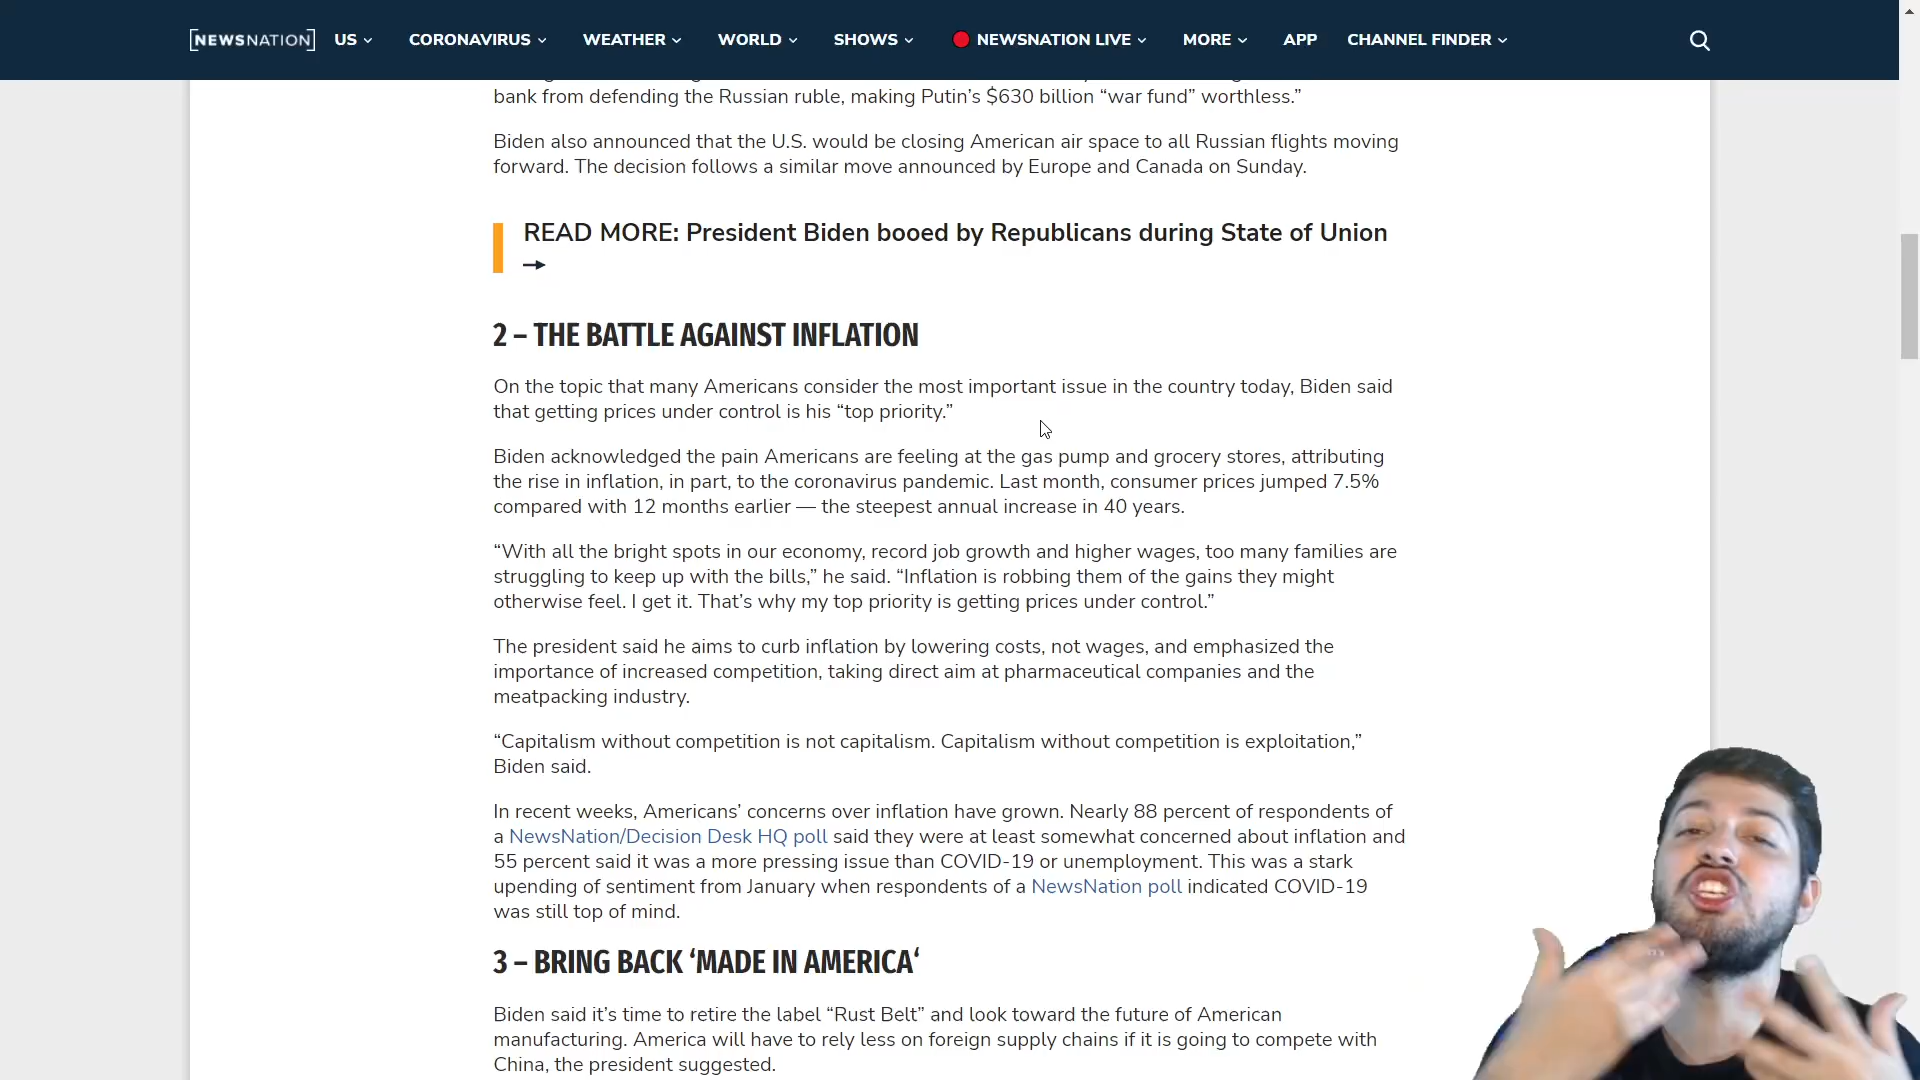 [NEWSNATION] US CORONAVIRUS WEATHER WORLD SHOWS NEWSNATION LIVE MORE APP CHANNEL FINDER
bank from defending the Russian ruble, making Putin’s $630 billion “war fund” worthless.”
Biden also announced that the U.S. would be closing American air space to all Russian flights moving
forward. The decision follows a similar move announced by Europe and Canada on Sunday.
READ MORE: President Biden booed by Republicans during State of Union
→
2 – THE BATTLE AGAINST INFLATION
On the topic that many Americans consider the most important issue in the country today, Biden said
that getting prices under control is his “top priority.”
Biden acknowledged the pain Americans are feeling at the gas pump and grocery stores, attributing
the rise in inflation, in part, to the coronavirus pandemic. Last month, consumer prices jumped 7.5%
compared with 12 months earlier — the steepest annual increase in 40 years.
“With all the bright spots in our economy, record job growth and higher wages, too many families are
struggling to keep up with the bills,” he said. “Inflation is robbing them of the gains they might
otherwise feel. I get it. That’s why my top priority is getting prices under control.”
The president said he aims to curb inflation by lowering costs, not wages, and emphasized the
importance of increased competition, taking direct aim at pharmaceutical companies and the
meatpacking industry.
“Capitalism without competition is not capitalism. Capitalism without competition is exploitation,”
Biden said.
In recent weeks, Americans’ concerns over inflation have grown. Nearly 88 percent of respondents of
a NewsNation/Decision Desk HQ poll said they were at least somewhat concerned about inflation and
55 percent said it was a more pressing issue than COVID-19 or unemployment. This was a stark
upending of sentiment from January when respondents of a NewsNation poll indicated COVID-19
was still top of mind.
3 – BRING BACK ‘MADE IN AMERICA‘
Biden said it’s time to retire the label “Rust Belt” and look toward the future of American
manufacturing. America will have to rely less on foreign supply chains if it is going to compete with
China, the president suggested.